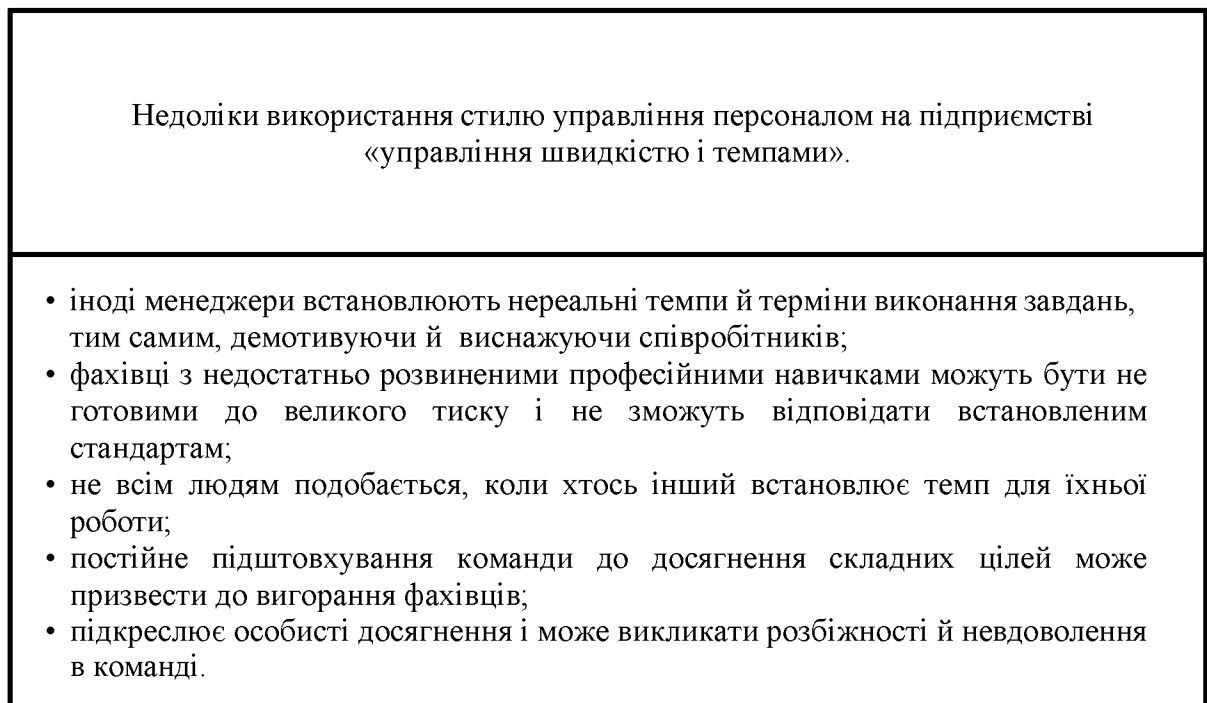 Недоліки використання стилю управління персоналом на підприємстві
«управління швидкістю і темпами».
• іноді менеджери встановлюють нереальні темпи й терміни виконання завдань,
тим самим, демотивуючи й виснажуючи співробітників;
• фахівці з недостатньо розвиненими професійними навичками можуть бути не
готовими до великого тиску і не зможуть відповідати встановленим
стандартам;
• не всім людям подобається, коли хтось інший встановлює темп для їхньої
роботи;
• постійне підштовхування команди до досягнення складних цілей може
призвести до вигорання фахівців;
• підкреслює особисті досягнення і може викликати розбіжності й невдоволення
в команді.